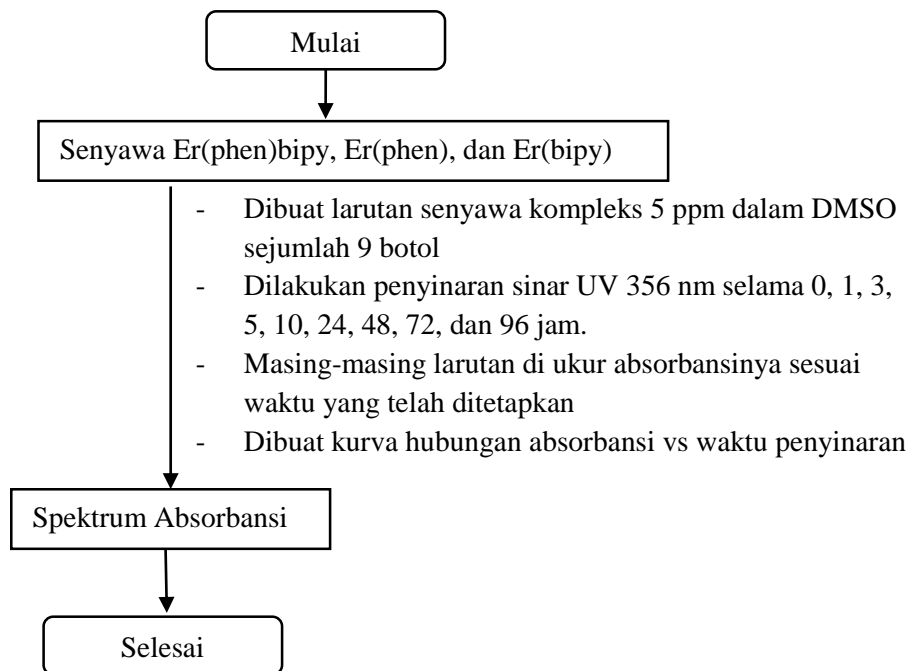 Mulai
Senyawa Er(phen)bipy, Er(phen), dan Er(bipy)
- Dibuat larutan senyawa kompleks 5 ppm dalam DMSO
sejumlah 9 botol
- Dilakukan penyinaran sinar UV 356 nm selama 0, 1, 3,
5, 10, 24, 48, 72, dan 96 jam.
- Masing-masing larutan di ukur absorbansinya sesuai
waktu yang telah ditetapkan
- Dibuat kurva hubungan absorbansi vs waktu penyinaran
Spektrum Absorbansi
Selesai